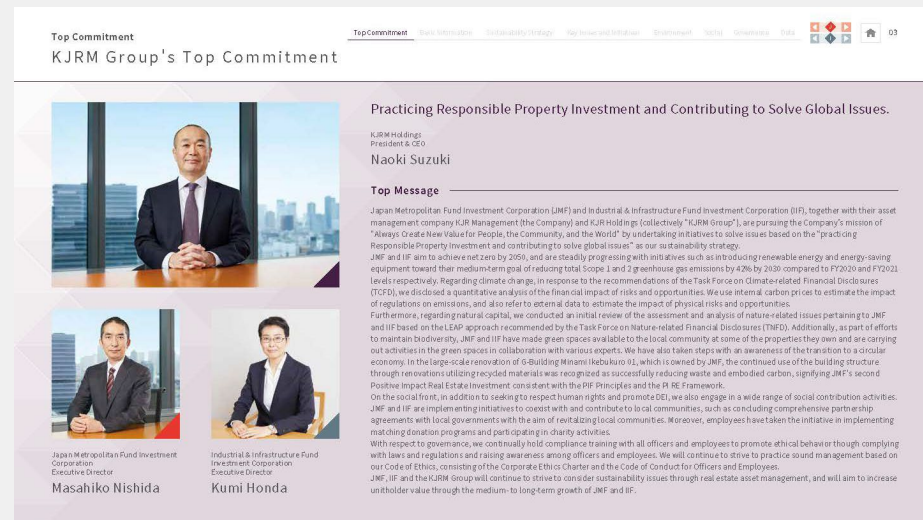 Top Commitment
KJRM Group's Top Commitment
Top Commitment Basic Information Sustainability Strategy Key Issues and Initiatives Environment Social Governance Data
03
Practicing Responsible Property Investment and Contributing to Solve Global Issues.
KJRM Holdings
President & CEO
Naoki Suzuki
Top Message
Japan Metropolitan Fund Investment Corporation (JMF) and Industrial & Infrastructure Fund Investment Corporation (IIF), together with their asset
management company KJR Management (the Company) and KJR Holdings (collectively "KJRM Group"), are pursuing the Company's mission of
"Always Create New Value for People, the Community, and the World" by undertaking initiatives to solve issues based on the "practicing
Responsible Property Investment and contributing to solve global issues" as our sustainability strategy.
JMF and IIF aim to achieve net zero by 2050, and are steadily progressing with initiatives such as introducing renewable energy and energy-saving
equipment toward their medium-term goal of reducing total Scope 1 and 2 greenhouse gas emissions by 42% by 2030 compared to FY2020 and FY2021
levels respectively. Regarding climate change, in response to the recommendations of the Task Force on Climate-related Financial Disclosures
(TCFD), we disclosed a quantitative analysis of the financial impact of risks and opportunities. We use internal carbon prices to estimate the impact
of regulations on emissions, and also refer to external data to estimate the impact of physical risks and opportunities.
Furthermore, regarding natural capital, we conducted an initial review of the assessment and analysis of nature-related issues pertaining to JMF
and IIF based on the LEAP approach recommended by the Task Force on Nature-related Financial Disclosures (TNFD). Additionally, as part of efforts
to maintain biodiversity, JMF and IIF have made green spaces available to the local community at some of the properties they own and are carrying
out activities in the green spaces in collaboration with various experts. We have also taken steps with an awareness of the transition to a circular
economy. In the large-scale renovation of G-Building Minami Ikebukuro 01, which is owned by JMF, the continued use of the building structure
through renovations utilizing recycled materials was recognized as successfully reducing waste and embodied carbon, signifying JMF's second
Positive Impact Real Estate Investment consistent with the PIF Principles and the PI RE Framework.
On the social front, in addition to seeking to respect human rights and promote DEI, we also engage in a wide range of social contribution activities.
JMF and IIF are implementing initiatives to coexist with and contribute to local communities, such as concluding comprehensive partnership
agreements with local governments with the aim of revitalizing local communities. Moreover, employees have taken the initiative in implementing
matching donation programs and participating in charity activities.
With respect to governance, we continually hold compliance training with all officers and employees to promote ethical behavior though complying
with laws and regulations and raising awareness among officers and employees. We will continue to strive to practice sound management based on
our Code of Ethics, consisting of the Corporate Ethics Charter and the Code of Conduct for Officers and Employees.
JMF, IIF and the KJRM Group will continue to strive to consider sustainability issues through real estate asset management, and will aim to increase
unitholder value through the medium- to long-term growth of JMF and IIF.
Japan Metropolitan Fund Investment
Corporation
Executive Director
Masahiko Nishida
Industrial & Infrastructure Fund
Investment Corporation
Executive Director
Kumi Honda